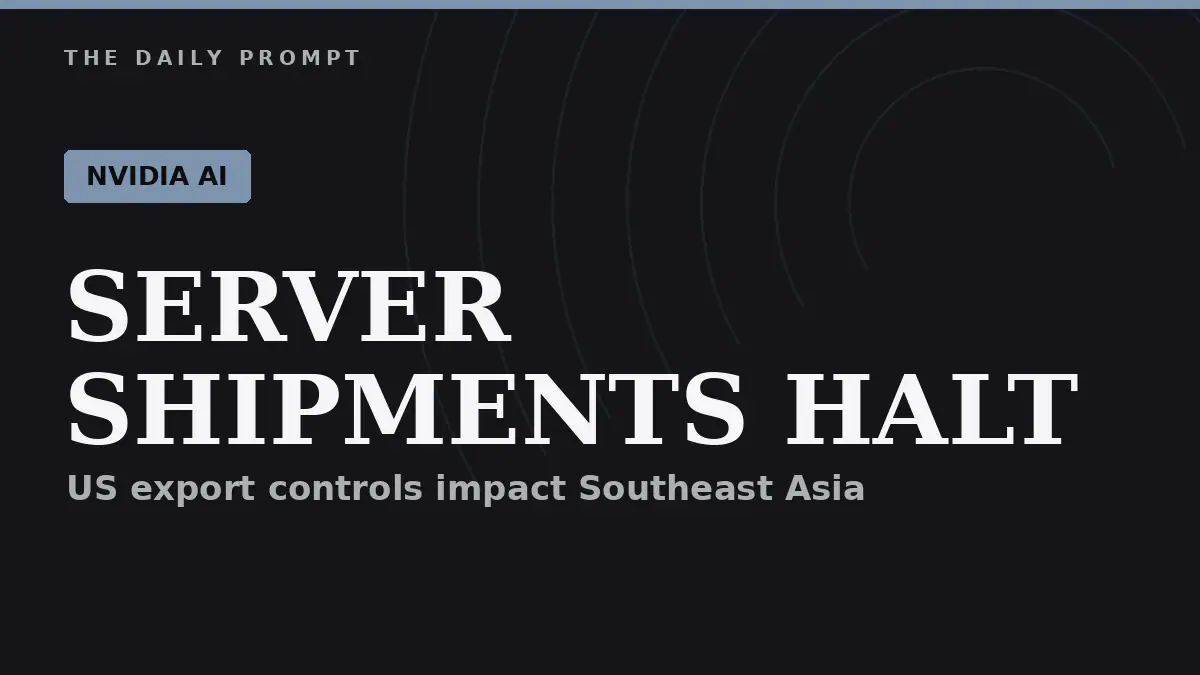 THE DAILY PROMPT
NVIDIA AI
SERVER
SHIPMENTS HALT
US export controls impact Southeast Asia